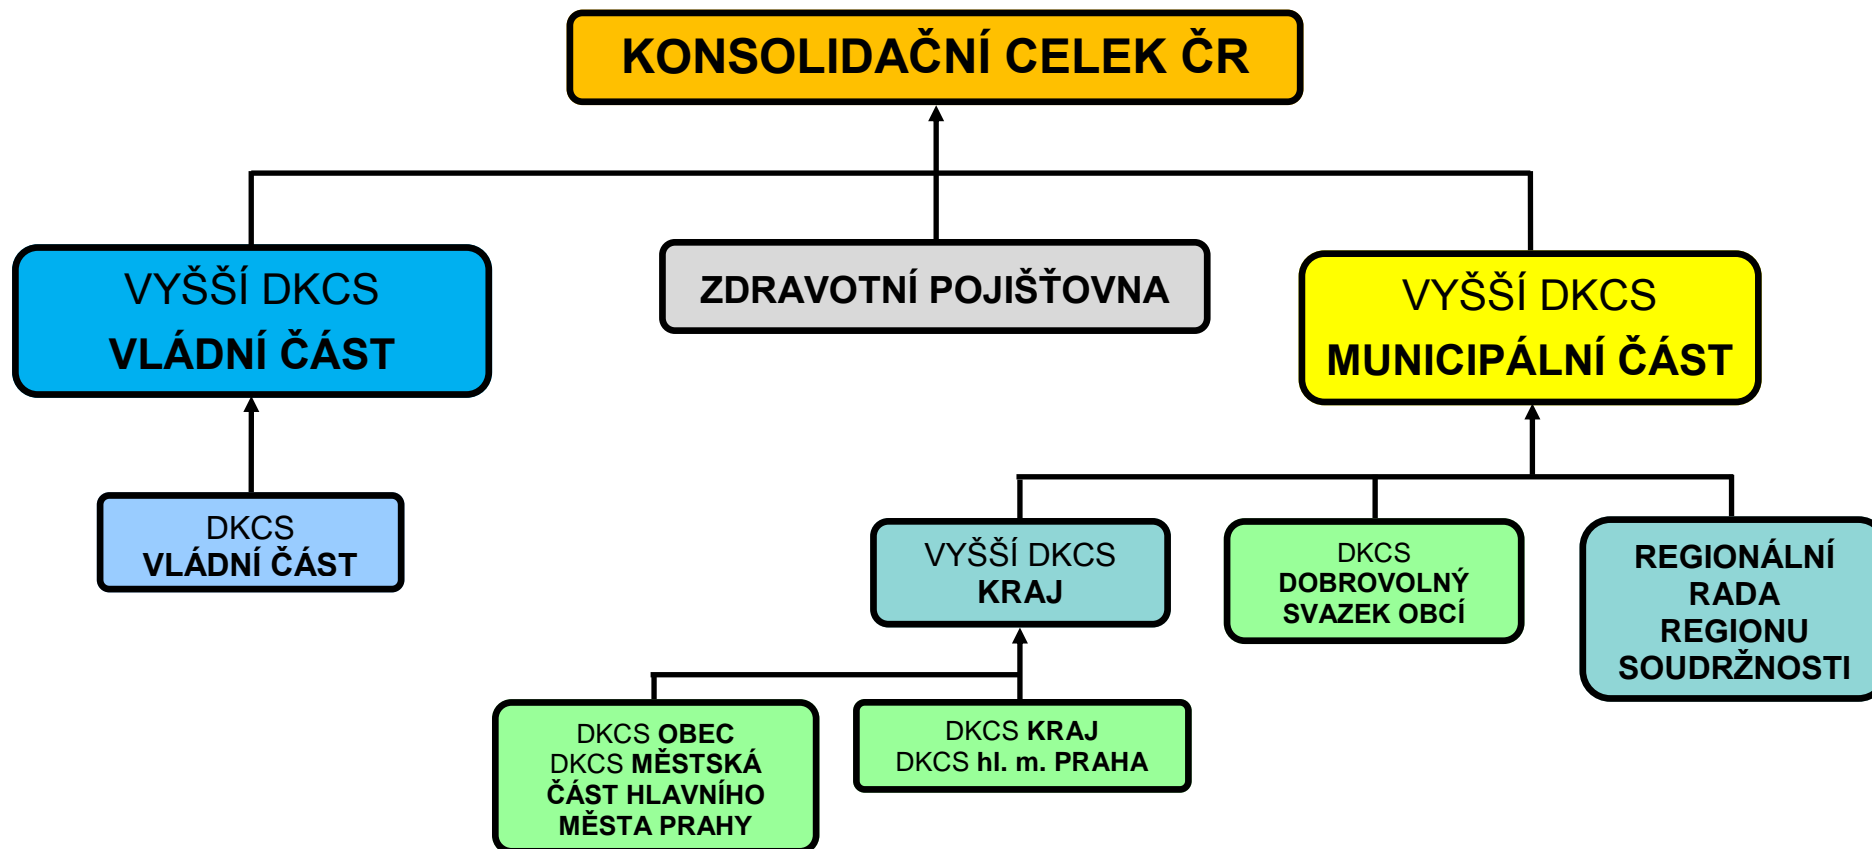 KONSOLIDAČNÍ CELEK ČR
VYŠŠÍ DKCS
VLÁDNÍ ČÁST
ZDRAVOTNÍ POJIŠŤOVNA
VYŠŠÍ DKCS
MUNICIPÁLNÍ ČÁST
DKCS
VLÁDNÍ ČÁST
VYŠŠÍ DKCS
KRAJ
DKCS
DOBROVOLNÝ
SVAZEK OBCÍ
REGIONÁLNÍ
RADA
REGIONU
SOUDRŽNOSTI
DKCS OBEC
DKCS MĚSTSKÁ
ČÁST HLAVNÍHO
MĚSTA PRAHY
DKCS KRAJ
DKCS hl. m. PRAHA